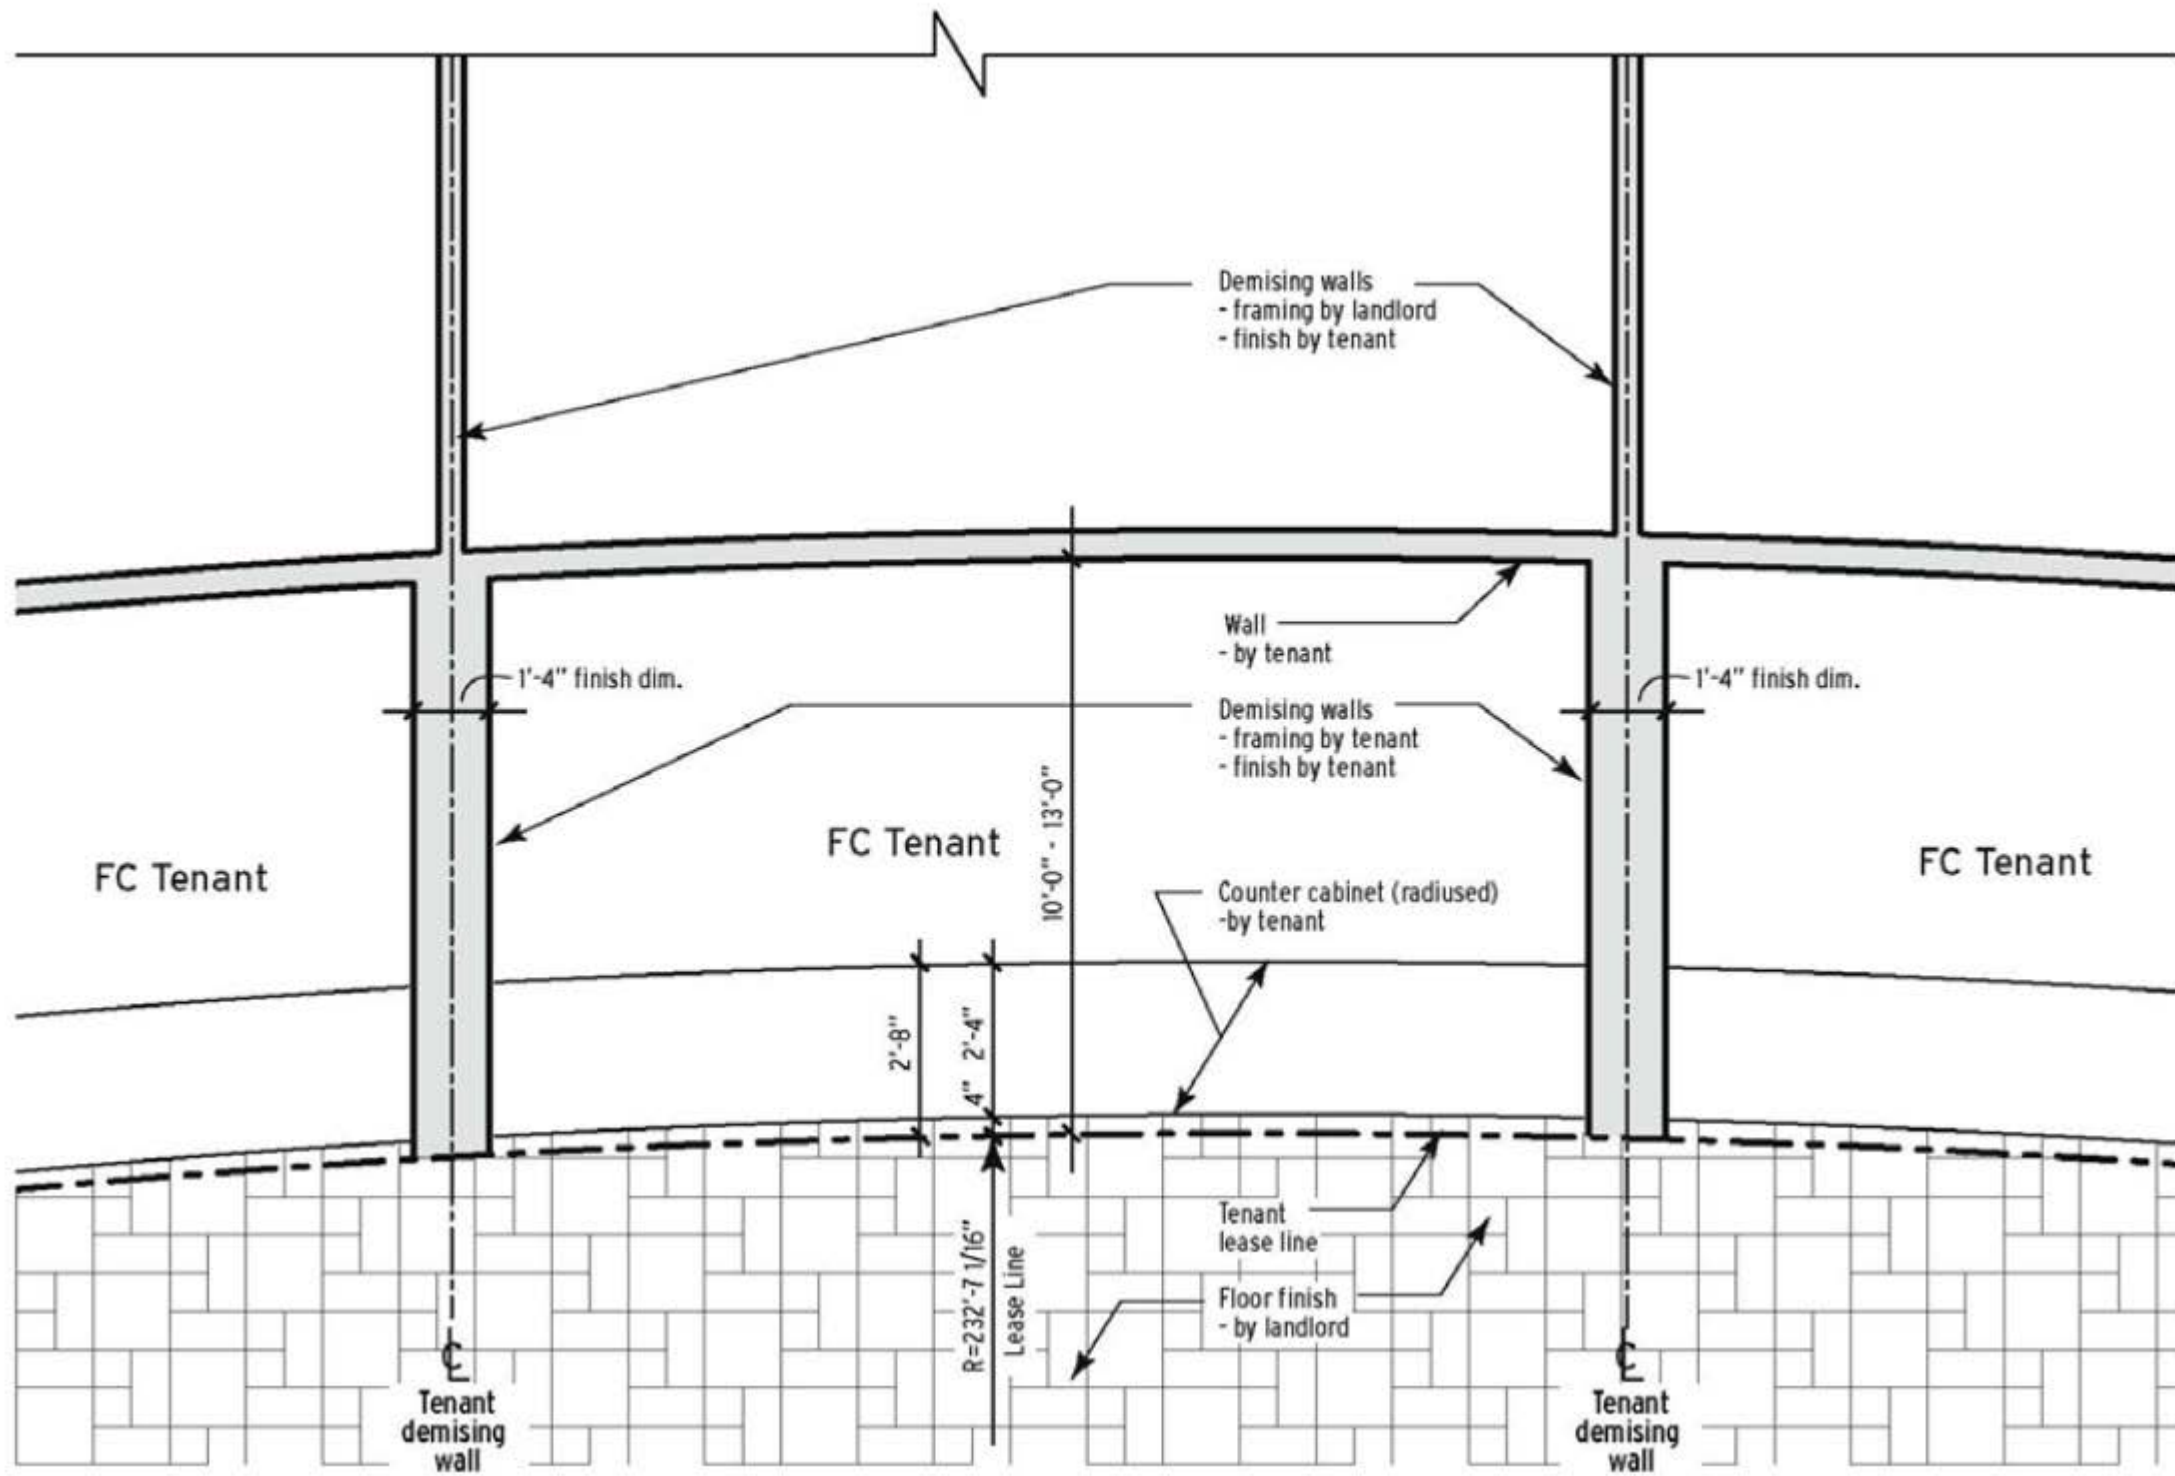 Demising walls
- framing by landlord
- finish by tenant
Wall
- by tenant
1'-4" finish dim.
1'-4" finish dim.
Demising walls
- framing by tenant
- finish by tenant
10'-0" - 13'-0"
FC Tenant
FC Tenant
FC Tenant
Counter cabinet (radiused)
-by tenant
2'-8"
2'-4"
4"
Tenant
lease line
R=232'-7 1/16"
Lease Line
Floor finish
- by landlord
℄
Tenant
demising
wall
℄
Tenant
demising
wall